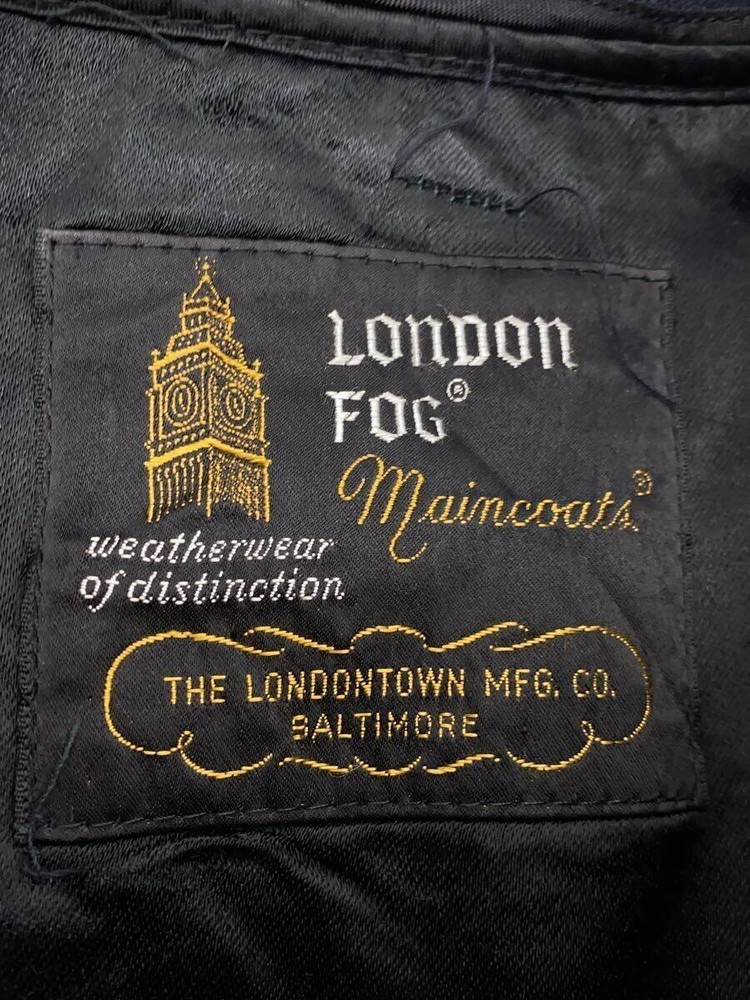 LONDON
FOG®
Maincoats®
weatherwear
of distinction
THE LONDONTOWN MFG. CO.
BALTIMORE